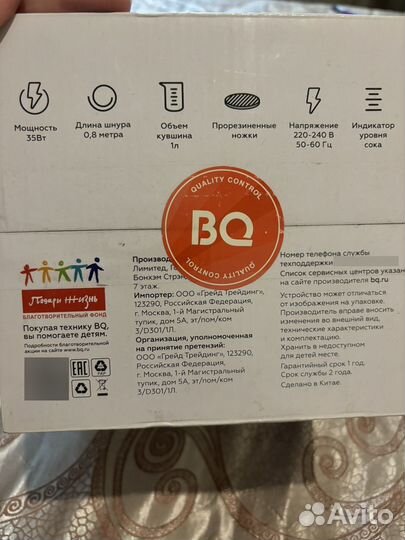 Мощность
35Вт
Длина шнура
0,8 метра
Объем
кувшина
1л
Прорезиненные
ножки
Напряжение
220-240 В
50-60 Гц
Индикатор
уровня
сока
QUALITY CONTROL
BQ
QUALITY CONTROL
Подари жизнь
БЛАГОТВОРИТЕЛЬНЫЙ ФОНД
Покупая технику BQ,
вы помогаете детям.
Подробности благотворительной
акции на сайте www.bq.ru
EAC
PAP
Производ
Лимитед,
Бонхэм Стрэ
7 этаж.
Импортер: ООО «Грейд Трейдинг»,
123290, Российская Федерация,
г. Москва, 1-й Магистральный
тупик, дом 5А, эт/пом/ком
3/D301/1Л.
Организация, уполномоченная
на принятие претензий:
ООО «Грейд Трейдинг», 123290,
Российская Федерация,
г. Москва, 1-й Магистральный
тупик, дом 5А, эт/пом/ком
3/D301/1Л.
Номер телефона службы
техподдержки
Список сервисных центров указан
на сайте производителя bq.ru
Устройство может отличаться
от изображения на упаковке.
Производитель вправе вносить
изменения во внешний вид,
технические характеристики
и комплектацию.
Хранить в недоступном
для детей месте.
Гарантийный срок 1 год.
Срок службы 2 года.
Сделано в Китае.
Avito